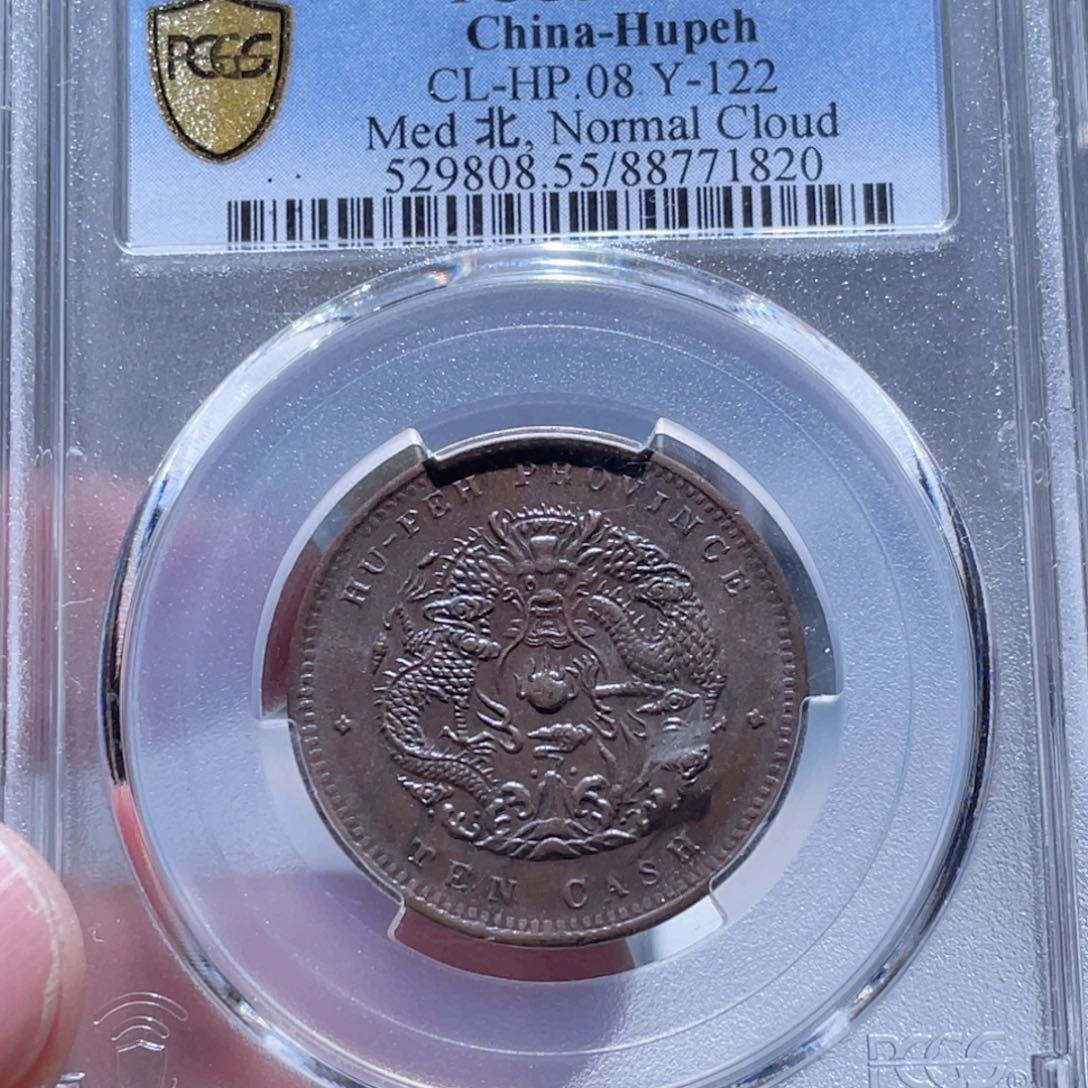 PCGS
China-Hupeh
CL-HP.08 Y-122
Med 北, Normal Cloud
529808.55/88771820
HU-PEH PROVINCE
TEN CASH
PCGS